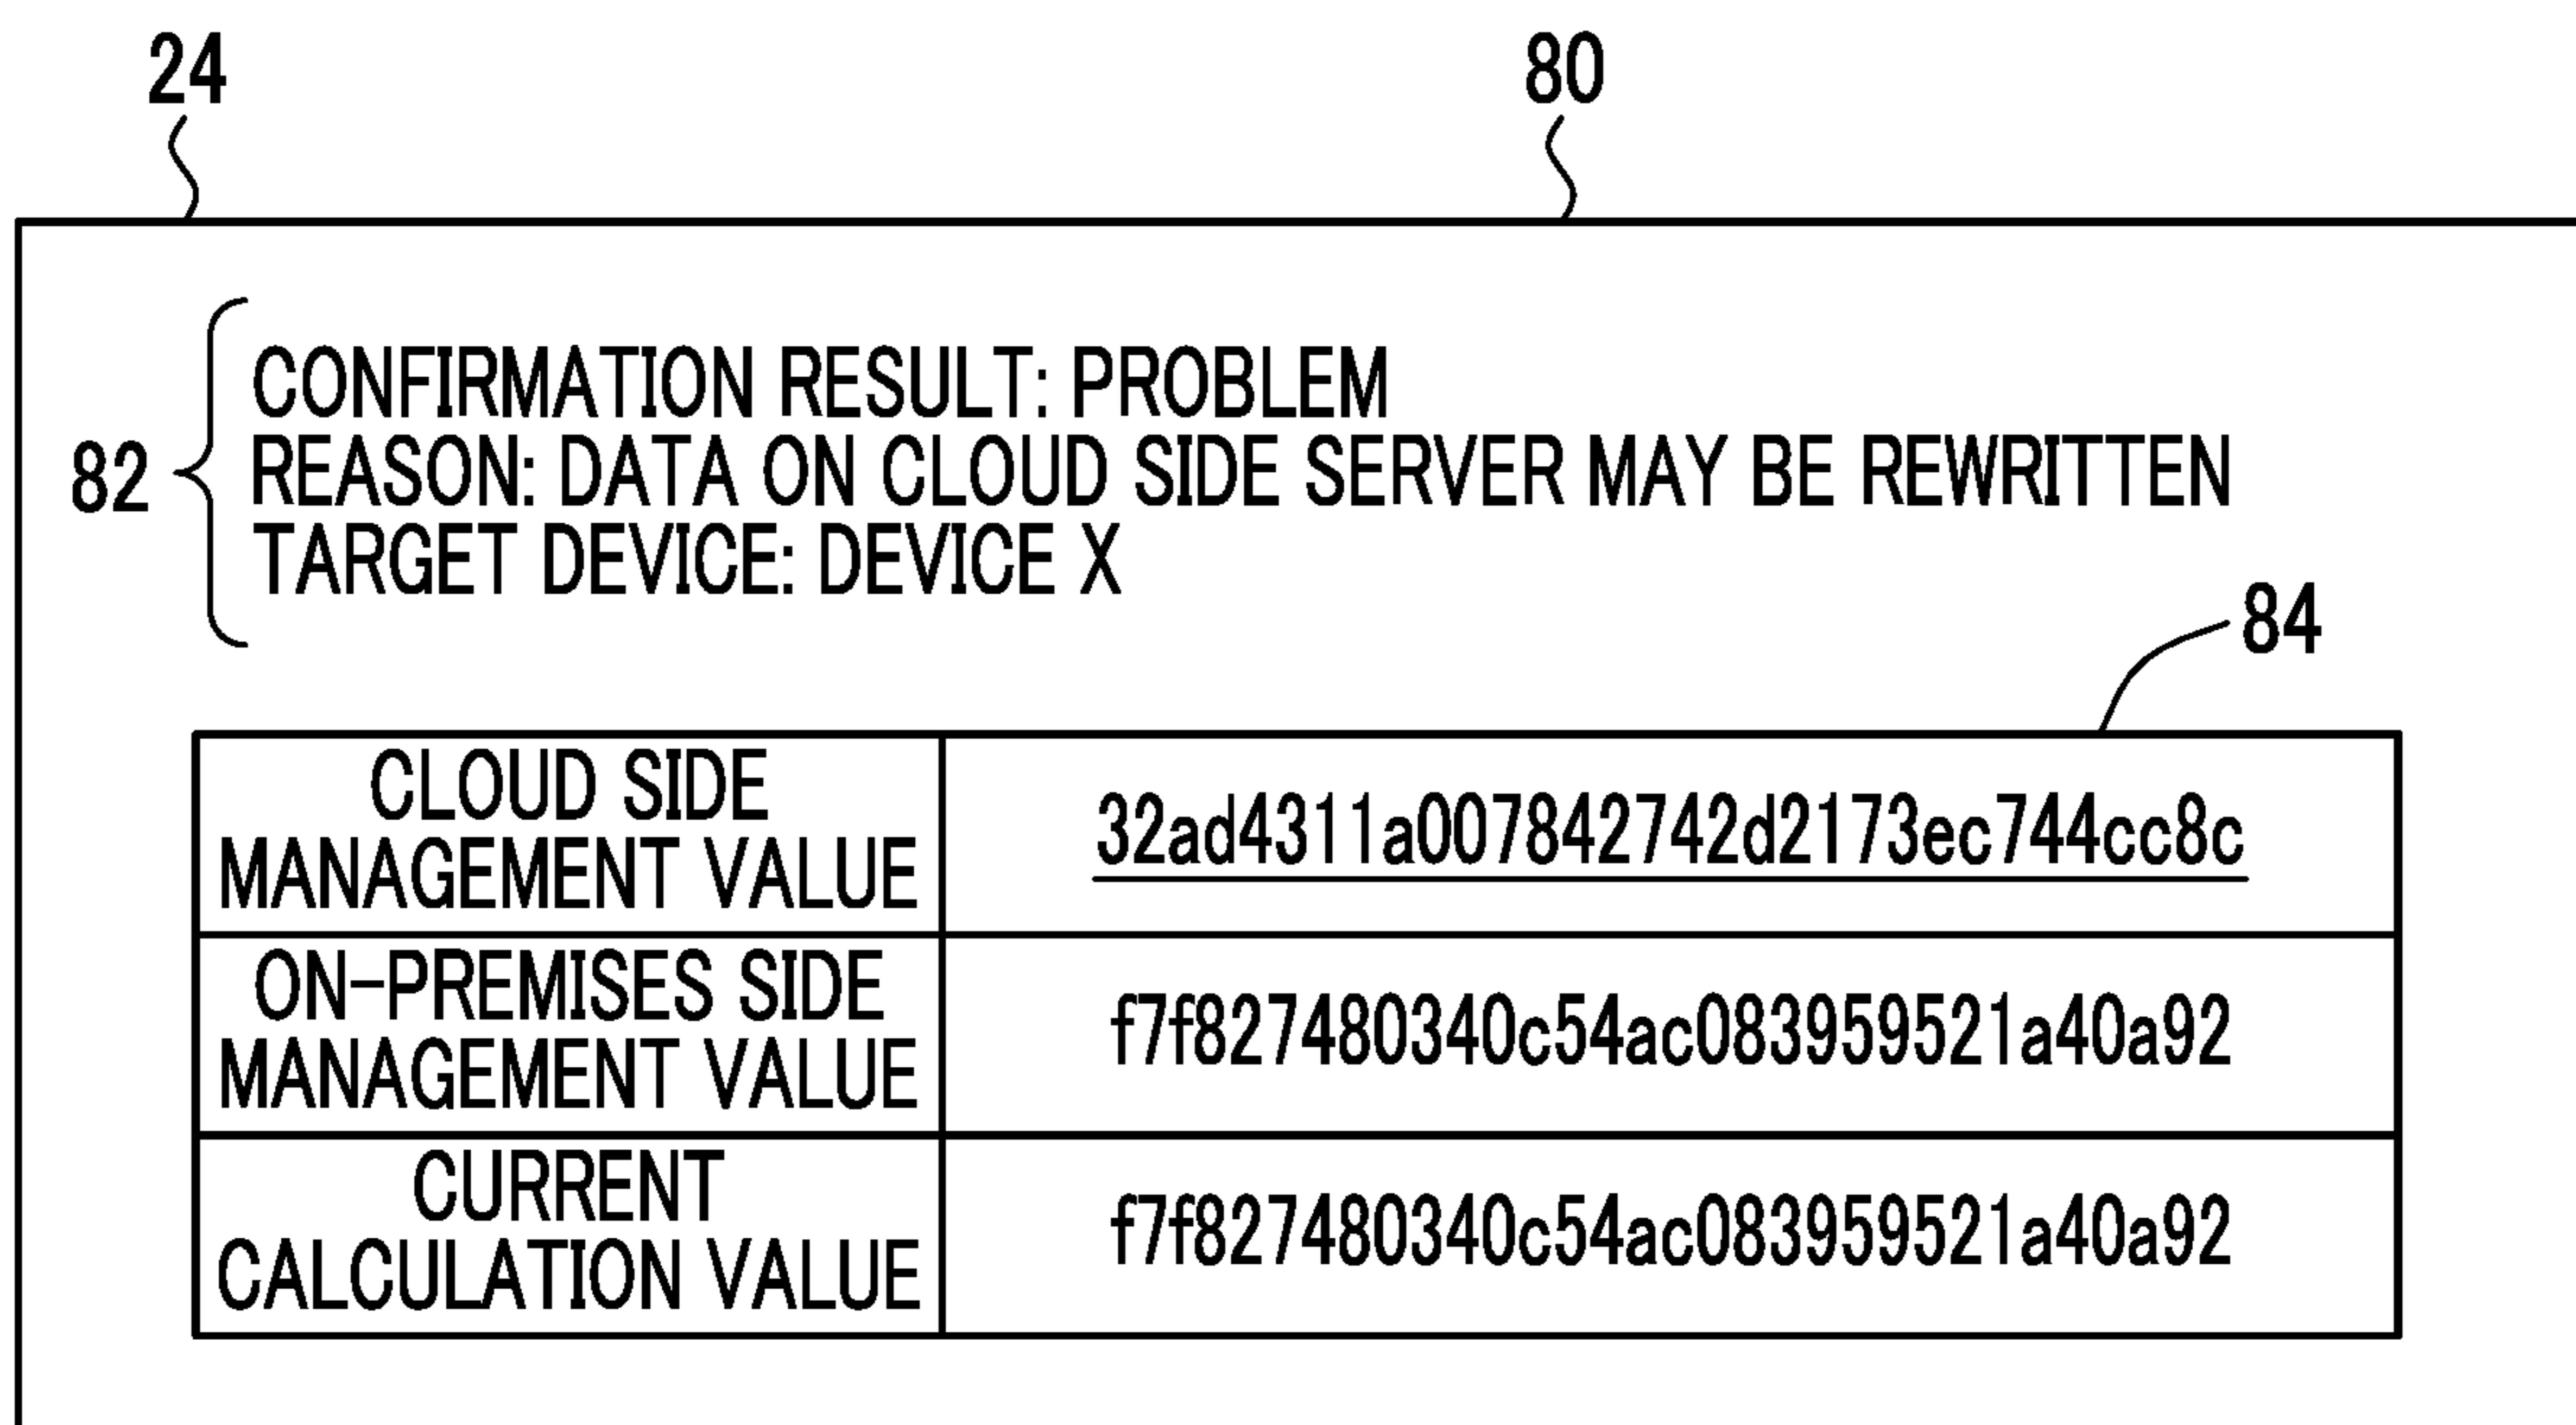 24
80
82
CONFIRMATION RESULT: PROBLEM
REASON: DATA ON CLOUD SIDE SERVER MAY BE REWRITTEN
TARGET DEVICE: DEVICE X
84
CLOUD SIDE
MANAGEMENT VALUE
32ad4311a007842742d2173ec744cc8c
ON-PREMISES SIDE
MANAGEMENT VALUE
f7f827480340c54ac083959521a40a92
CURRENT
CALCULATION VALUE
f7f827480340c54ac083959521a40a92